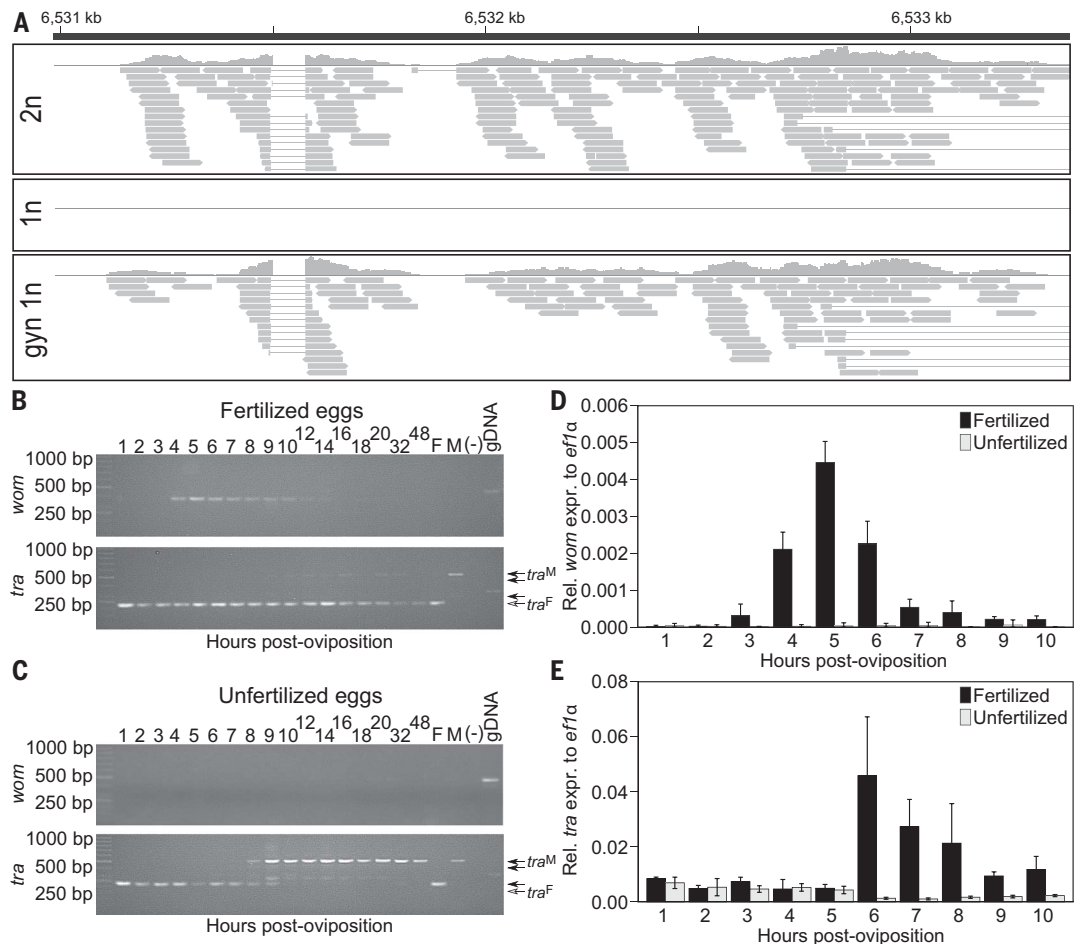 A
6,531 kb 6,532 kb 6,533 kb
2n
1n
gyn 1n
B
Fertilized eggs
1 2 3 4 5 6 7 8 9 10 12 14 16 18 20 32 48 F M (-) gDNA
wom
1000 bp
500 bp
250 bp
tra
1000 bp
500 bp
250 bp
traM
traF
Hours post-oviposition
C
Unfertilized eggs
1 2 3 4 5 6 7 8 9 10 12 14 16 18 20 32 48 F M (-) gDNA
wom
1000 bp
500 bp
250 bp
tra
1000 bp
500 bp
250 bp
traM
traF
Hours post-oviposition
D
Rel. wom expr. to ef1α
0.006
0.005
0.004
0.003
0.002
0.001
0.000
Fertilized
Unfertilized
1 2 3 4 5 6 7 8 9 10
Hours post-oviposition
E
Rel. tra expr. to ef1α
0.08
0.06
0.04
0.02
0.00
Fertilized
Unfertilized
1 2 3 4 5 6 7 8 9 10
Hours post-oviposition